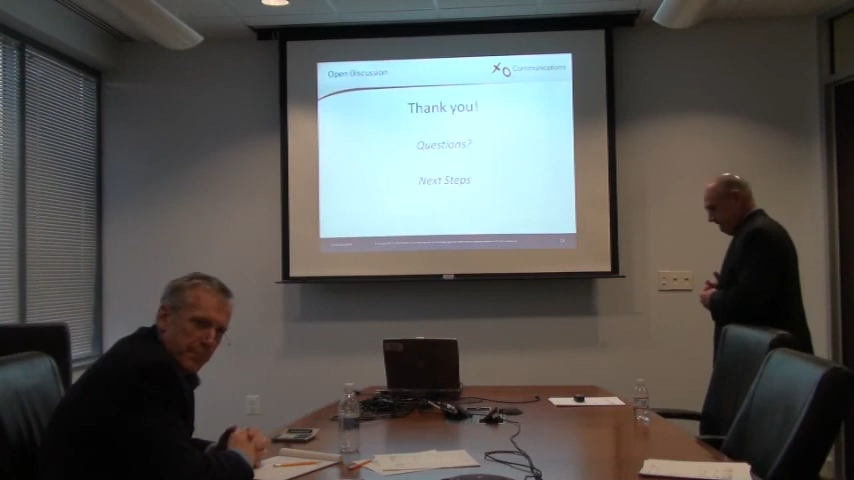 Open Discussion
XO Communications
Thank you!
Questions?
Next Steps